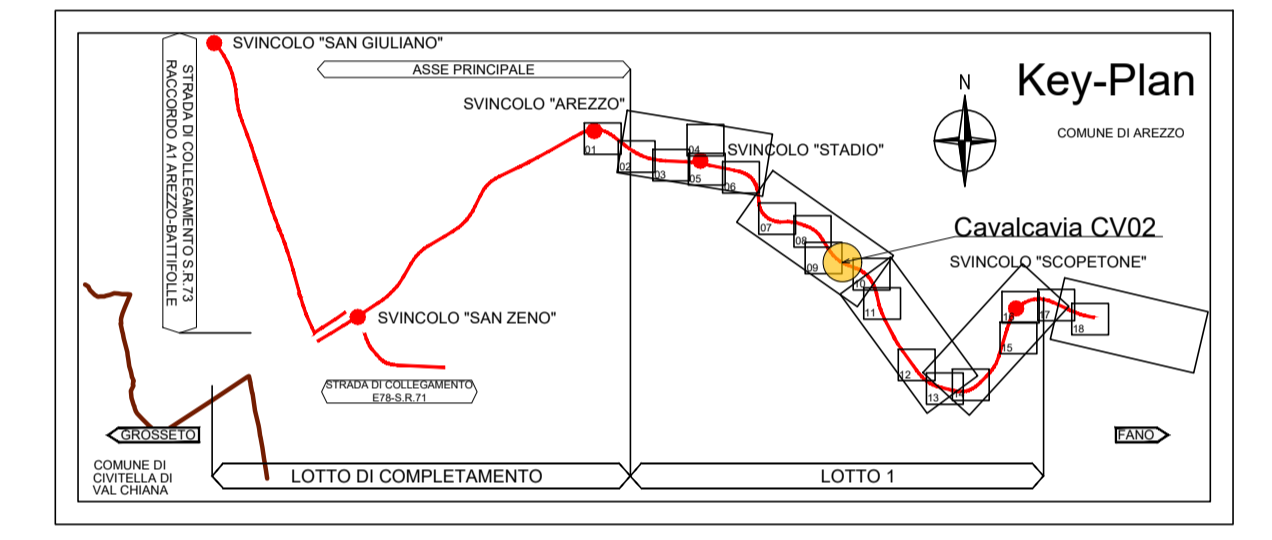 SVINCOLO "SAN GIULIANO"
Key-Plan
ASSE PRINCIPALE
N
STRADA DI COLLEGAMENTO S.R.73
RACCORDO A1 AREZZO-BATTIFOLLE
SVINCOLO "AREZZO"
COMUNE DI AREZZO
01
02
03
04
05
06
SVINCOLO "STADIO"
07
08
09
10
11
Cavalcavia CV02
SVINCOLO "SCOPETONE"
12
13
14
15
16
17
18
SVINCOLO "SAN ZENO"
STRADA DI COLLEGAMENTO
E78-S.R.71
GROSSETO
FANO
COMUNE DI
CIVITELLA DI
VAL CHIANA
LOTTO DI COMPLETAMENTO
LOTTO 1